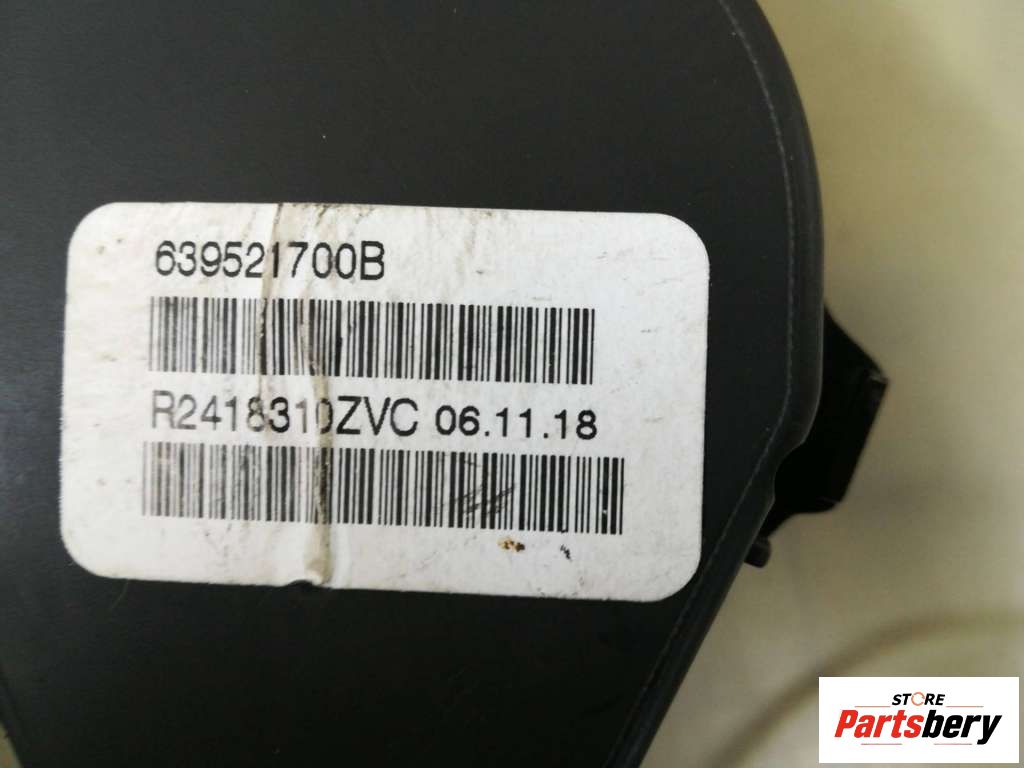 639521700B
R2418310ZVC 06.11.18
STORE
Partsbery